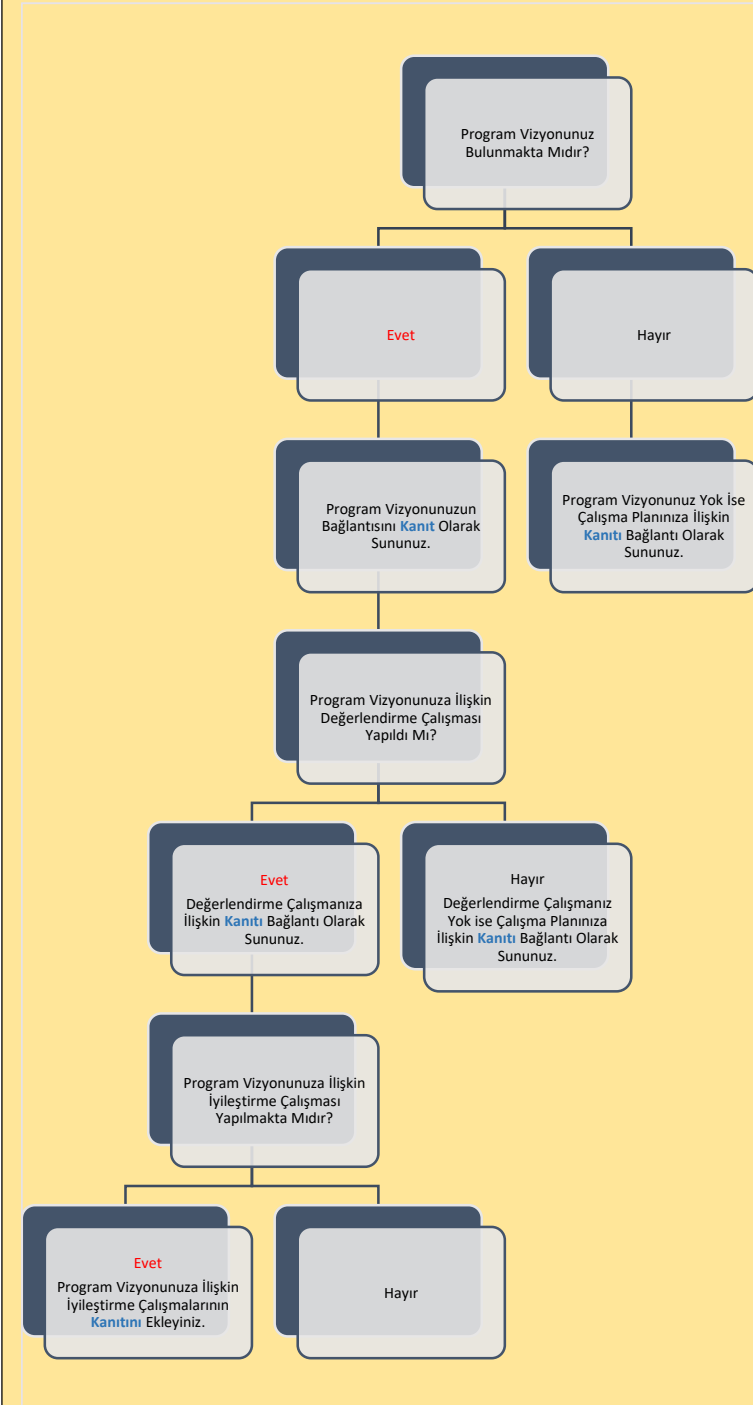 Program Vizyonunuz
Bulunmakta Mıdır?
Evet
Hayır
Program Vizyonunuzun
Bağlantısını Kanıt Olarak
Sununuz.
Program Vizyonunuz Yok İse
Çalışma Planınıza İlişkin
Kanıtı Bağlantı Olarak
Sununuz.
Program Vizyonunuza İlişkin
Değerlendirme Çalışması
Yapıldı Mı?
Evet
Değerlendirme Çalışmanıza
İlişkin Kanıtı Bağlantı Olarak
Sununuz.
Hayır
Değerlendirme Çalışmanız
Yok ise Çalışma Planınıza
İlişkin Kanıtı Bağlantı Olarak
Sununuz.
Program Vizyonunuza İlişkin
İyileştirme Çalışması
Yapılmakta Mıdır?
Evet
Program Vizyonunuza İlişkin
İyileştirme Çalışmalarının
Kanıtını Ekleyiniz.
Hayır